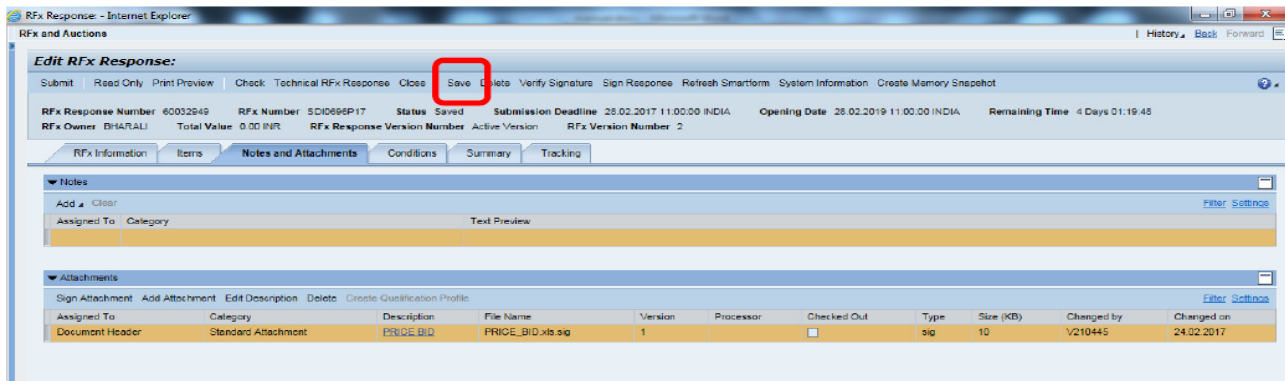 RFx Response: - Internet Explorer
RFx and Auctions
History Back Forward
Edit RFx Response:
Submit Read Only Print Preview Check Technical RFx Response Close Save Delete Verify Signature Sign Response Refresh Smartform System Information Create Memory Snapshot
RFx Response Number 60032949 RFx Number SDI0696P17 Status Saved Submission Deadline 28.02.2017 11:00:00 INDIA Opening Date 28.02.2019 11:00:00 INDIA Remaining Time 4 Days 01:19:48
RFx Owner BHARALI Total Value 0.00 INR RFx Response Version Number Active Version RFx Version Number 2
RFx Information Items Notes and Attachments Conditions Summary Tracking
Notes
Add Clear Filter Settings
Assigned To Category Text Preview
Attachments
Sign Attachment Add Attachment Edit Description Delete Create Qualification Profile Filter Settings
Assigned To Category Description File Name Version Processor Checked Out Type Size (KB) Changed by Changed on
Document Header Standard Attachment PRICE BID PRICE_BID.xls.sig 1 sig 10 V210445 24.02.2017